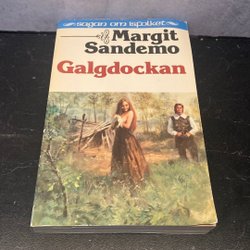 sagan om isfolket
Margit
Sandemo
Galgdockan